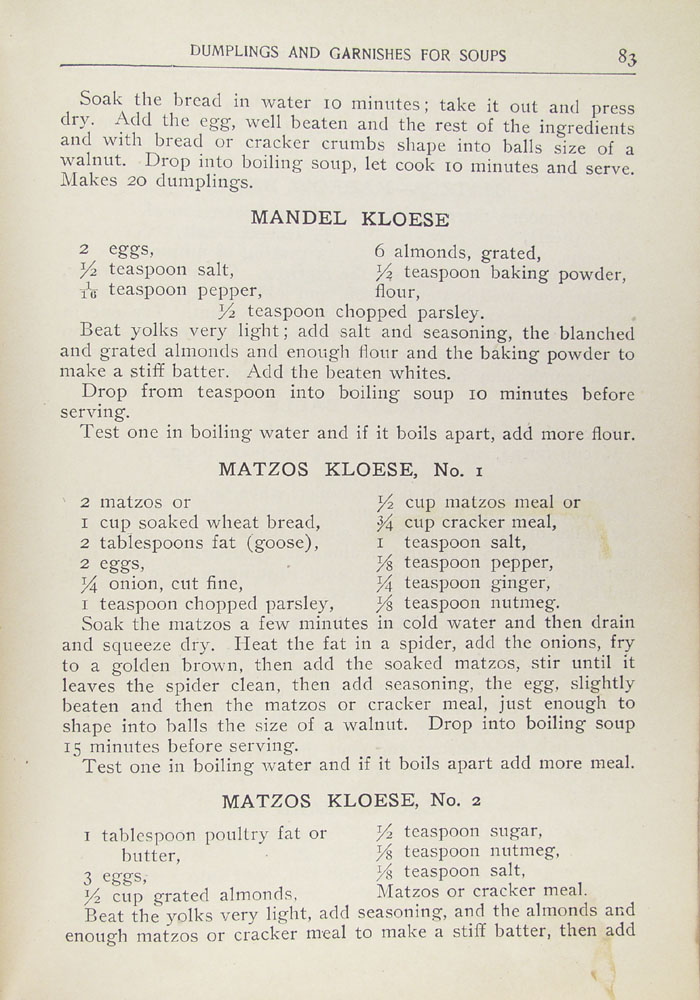 DUMPLINGS AND GARNISHES FOR SOUPS 83
Soak the bread in water 10 minutes; take it out and press
dry. Add the egg, well beaten and the rest of the ingredients
and with bread or cracker crumbs shape into balls size of a
walnut. Drop into boiling soup, let cook 10 minutes and serve.
Makes 20 dumplings.
MANDEL KLOESE
2 eggs,
½ teaspoon salt,
1/16 teaspoon pepper,
6 almonds, grated,
½ teaspoon baking powder,
flour,
½ teaspoon chopped parsley.
Beat yolks very light; add salt and seasoning, the blanched
and grated almonds and enough flour and the baking powder to
make a stiff batter. Add the beaten whites.
Drop from teaspoon into boiling soup 10 minutes before
serving.
Test one in boiling water and if it boils apart, add more flour.
MATZOS KLOESE, No. 1
2 matzos or
1 cup soaked wheat bread,
2 tablespoons fat (goose),
2 eggs,
¼ onion, cut fine,
1 teaspoon chopped parsley,
½ cup matzos meal or
¾ cup cracker meal,
1 teaspoon salt,
⅛ teaspoon pepper,
¼ teaspoon ginger,
⅛ teaspoon nutmeg.
Soak the matzos a few minutes in cold water and then drain
and squeeze dry. Heat the fat in a spider, add the onions, fry
to a golden brown, then add the soaked matzos, stir until it
leaves the spider clean, then add seasoning, the egg, slightly
beaten and then the matzos or cracker meal, just enough to
shape into balls the size of a walnut. Drop into boiling soup
15 minutes before serving.
Test one in boiling water and if it boils apart add more meal.
MATZOS KLOESE, No. 2
1 tablespoon poultry fat or
butter,
3 eggs,
½ cup grated almonds,
½ teaspoon sugar,
⅛ teaspoon nutmeg,
⅛ teaspoon salt,
Matzos or cracker meal.
Beat the yolks very light, add seasoning, and the almonds and
enough matzos or cracker meal to make a stiff batter, then add